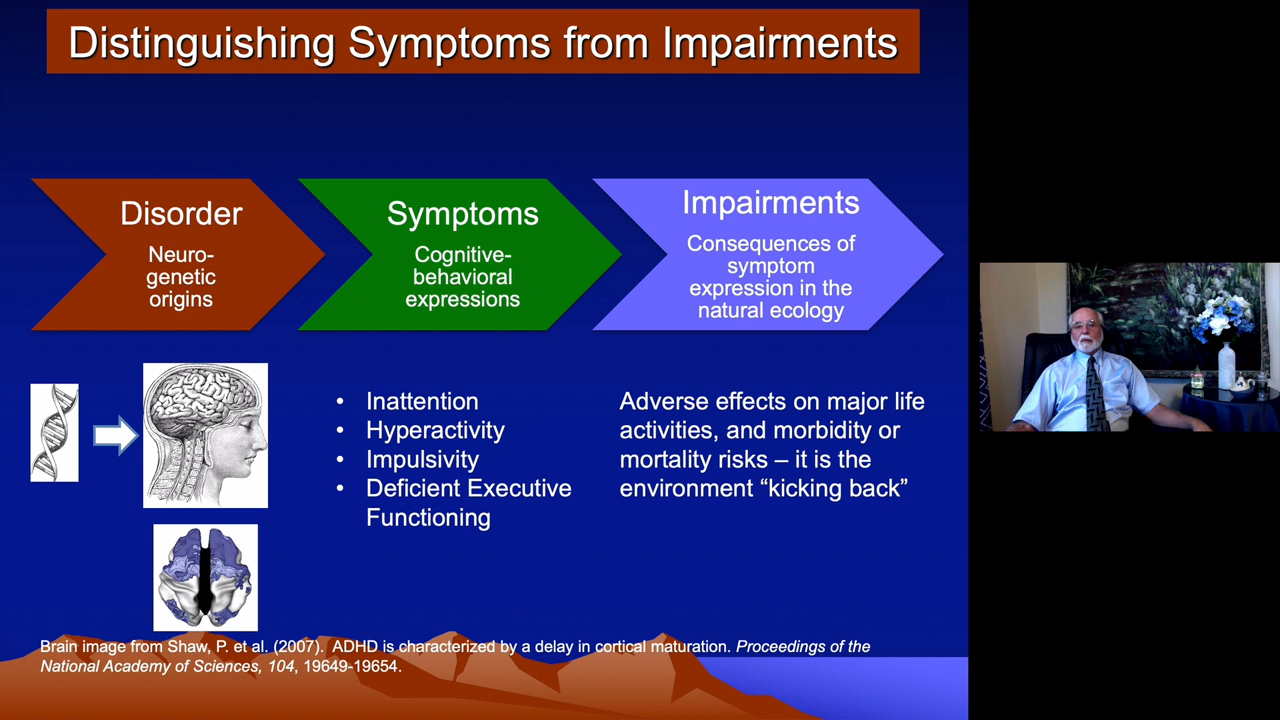 Distinguishing Symptoms from Impairments
Disorder
Neuro-
genetic
origins
Symptoms
Cognitive-
behavioral
expressions
Impairments
Consequences of
symptom
expression in the
natural ecology
• Inattention
• Hyperactivity
• Impulsivity
• Deficient Executive
Functioning
Adverse effects on major life
activities, and morbidity or
mortality risks – it is the
environment “kicking back”
Brain image from Shaw, P. et al. (2007). ADHD is characterized by a delay in cortical maturation. Proceedings of the
National Academy of Sciences, 104, 19649-19654.